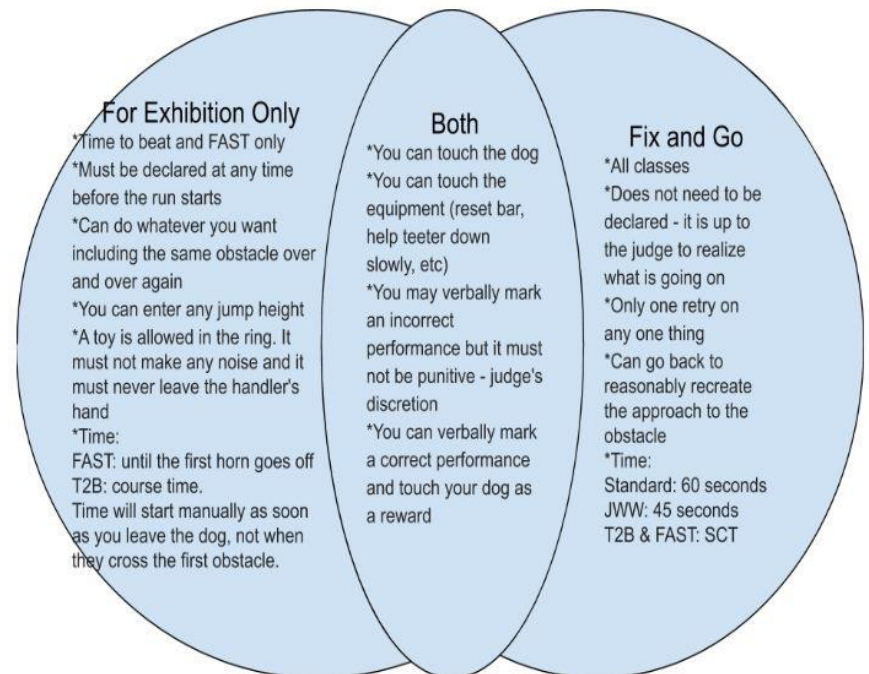 For Exhibition Only
*Time to beat and FAST only
*Must be declared at any time
before the run starts
*Can do whatever you want
including the same obstacle over
and over again
*You can enter any jump height
*A toy is allowed in the ring. It
must not make any noise and it
must never leave the handler's
hand
*Time:
FAST: until the first horn goes off
T2B: course time.
Time will start manually as soon
as you leave the dog, not when
they cross the first obstacle.
Both
*You can touch the dog
*You can touch the
equipment (reset bar,
help teeter down
slowly, etc)
*You may verbally mark
an incorrect
performance but it must
not be punitive - judge's
discretion
*You can verbally mark
a correct performance
and touch your dog as
a reward
Fix and Go
*All classes
*Does not need to be
declared - it is up to
the judge to realize
what is going on
*Only one retry on
any one thing
*Can go back to
reasonably recreate
the approach to the
obstacle
*Time:
Standard: 60 seconds
JWW: 45 seconds
T2B & FAST: SCT